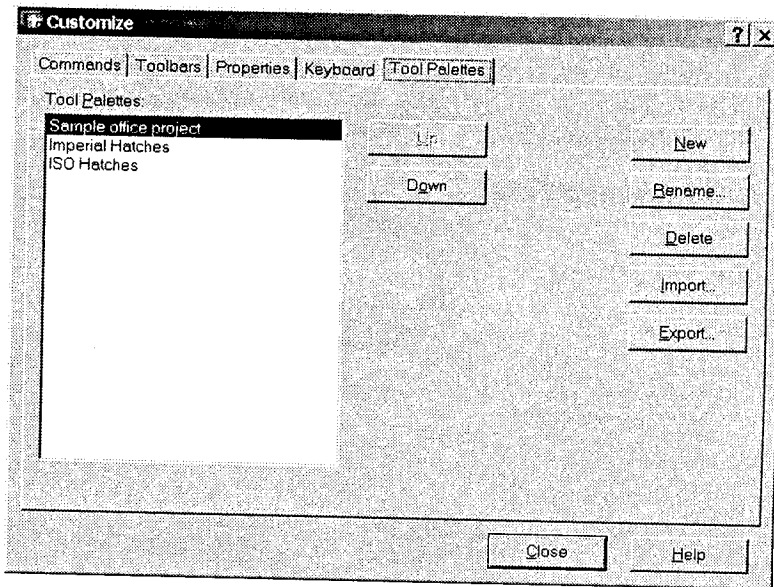 Customize
Commands Toolbars Properties Keyboard Tool Palettes
Tool Palettes:
Sample office project
Imperial Hatches
ISO Hatches
Up
Down
New
Rename...
Delete
Import...
Export...
Close
Help